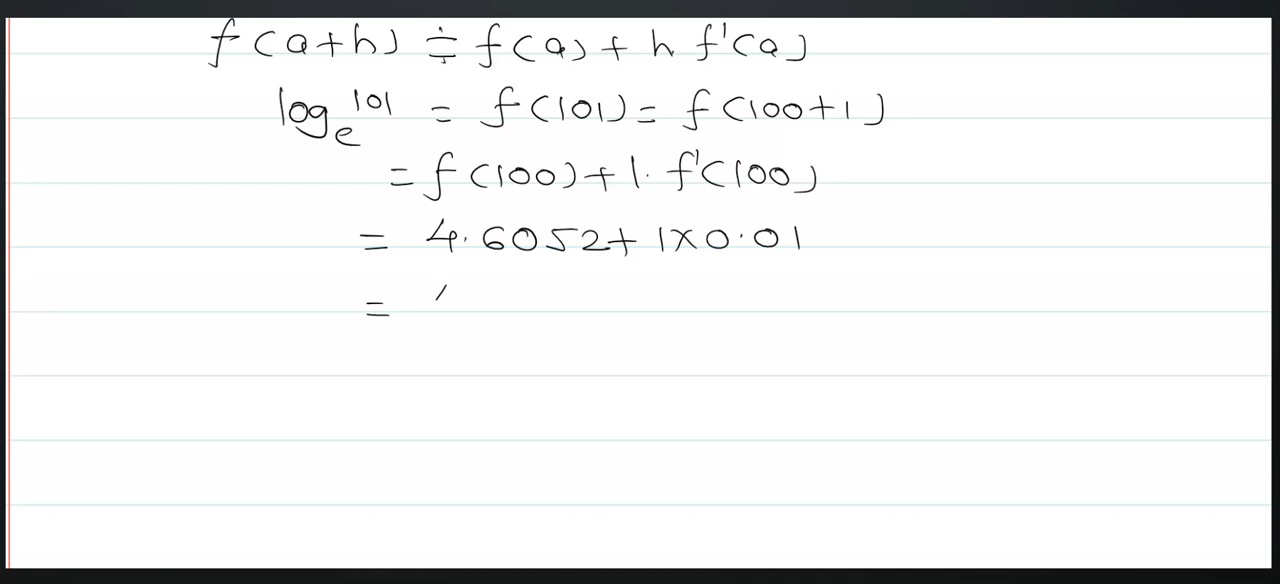 f(a+h) ≑ f(a) + h f'(a)
log_e 101 = f(101) = f(100+1)
= f(100) + 1. f'(100)
= 4.6052 + 1×0.01
=